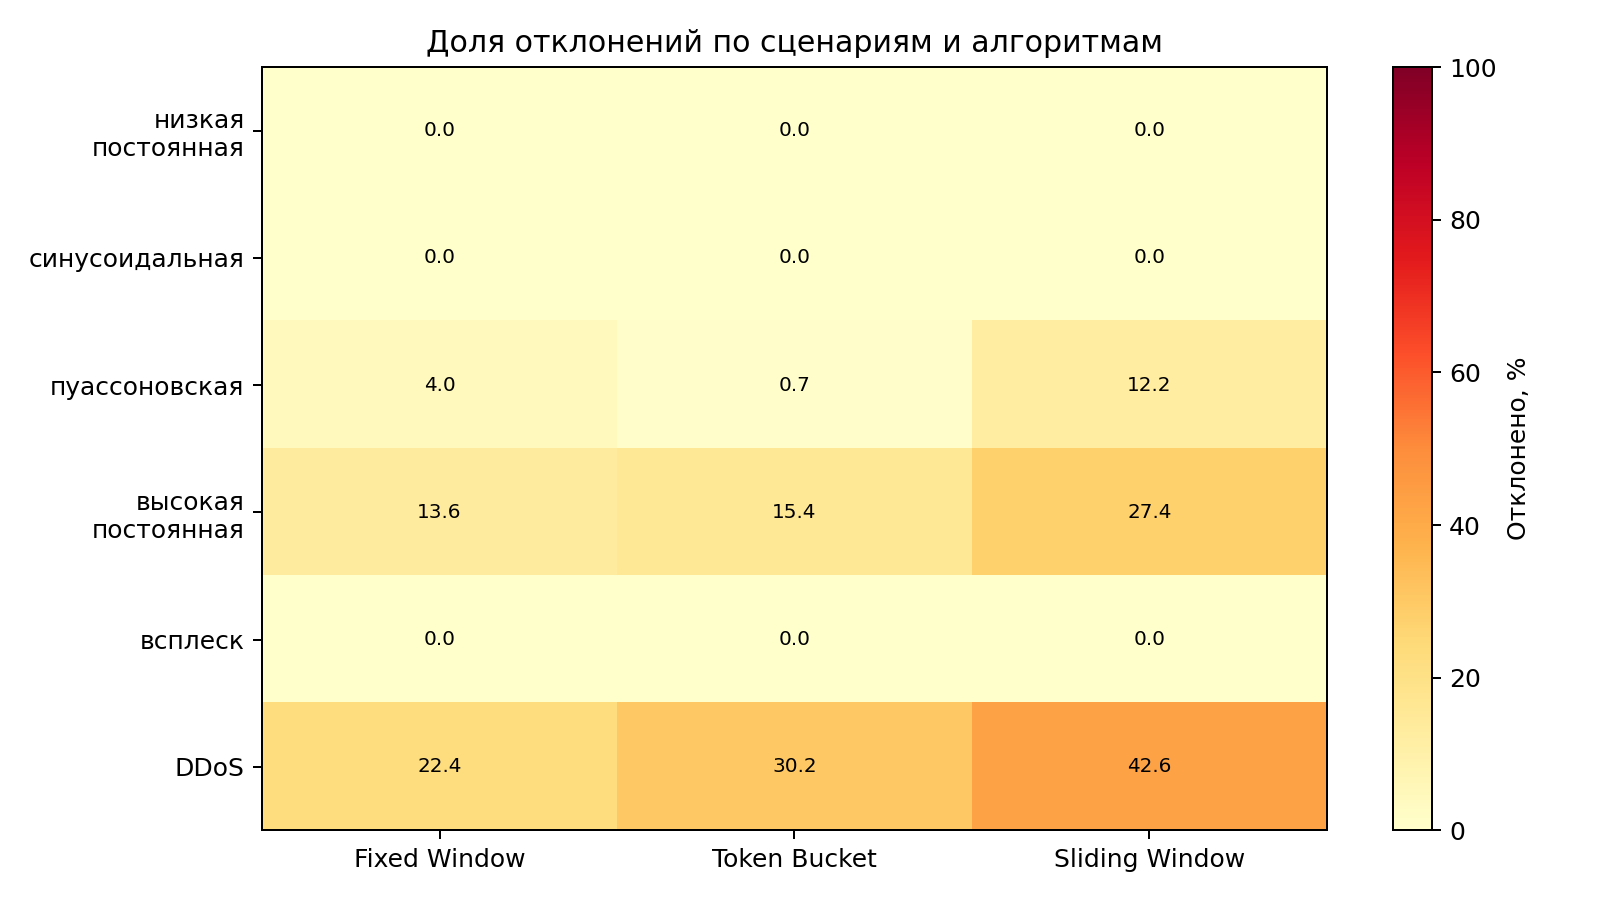 Доля отклонений по сценариям и алгоритмам
низкая
постоянная
0.0 0.0 0.0
синусоидальная
0.0 0.0 0.0
пуассоновская
4.0 0.7 12.2
высокая
постоянная
13.6 15.4 27.4
всплеск
0.0 0.0 0.0
DDoS
22.4 30.2 42.6
Fixed Window Token Bucket Sliding Window
100
80
60
40
20
0
Отклонено, %